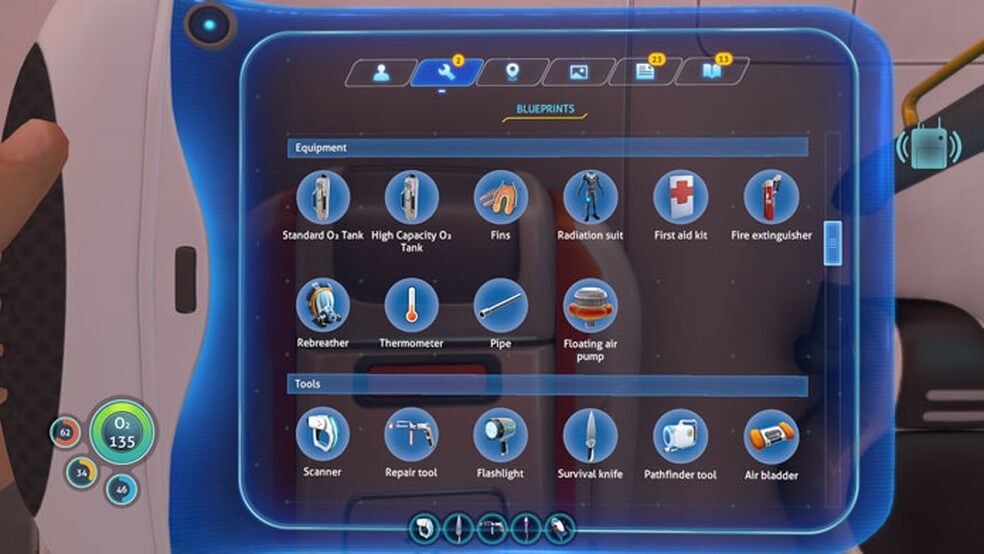 2
23
13
BLUEPRINTS
Equipment
Standard O₂ Tank
High Capacity O₂
Tank
Fins
Radiation suit
First aid kit
Fire extinguisher
Rebreather
Thermometer
Pipe
Floating air
pump
Tools
Scanner
Repair tool
Flashlight
Survival knife
Pathfinder tool
Air bladder
O₂
135
62
34
46